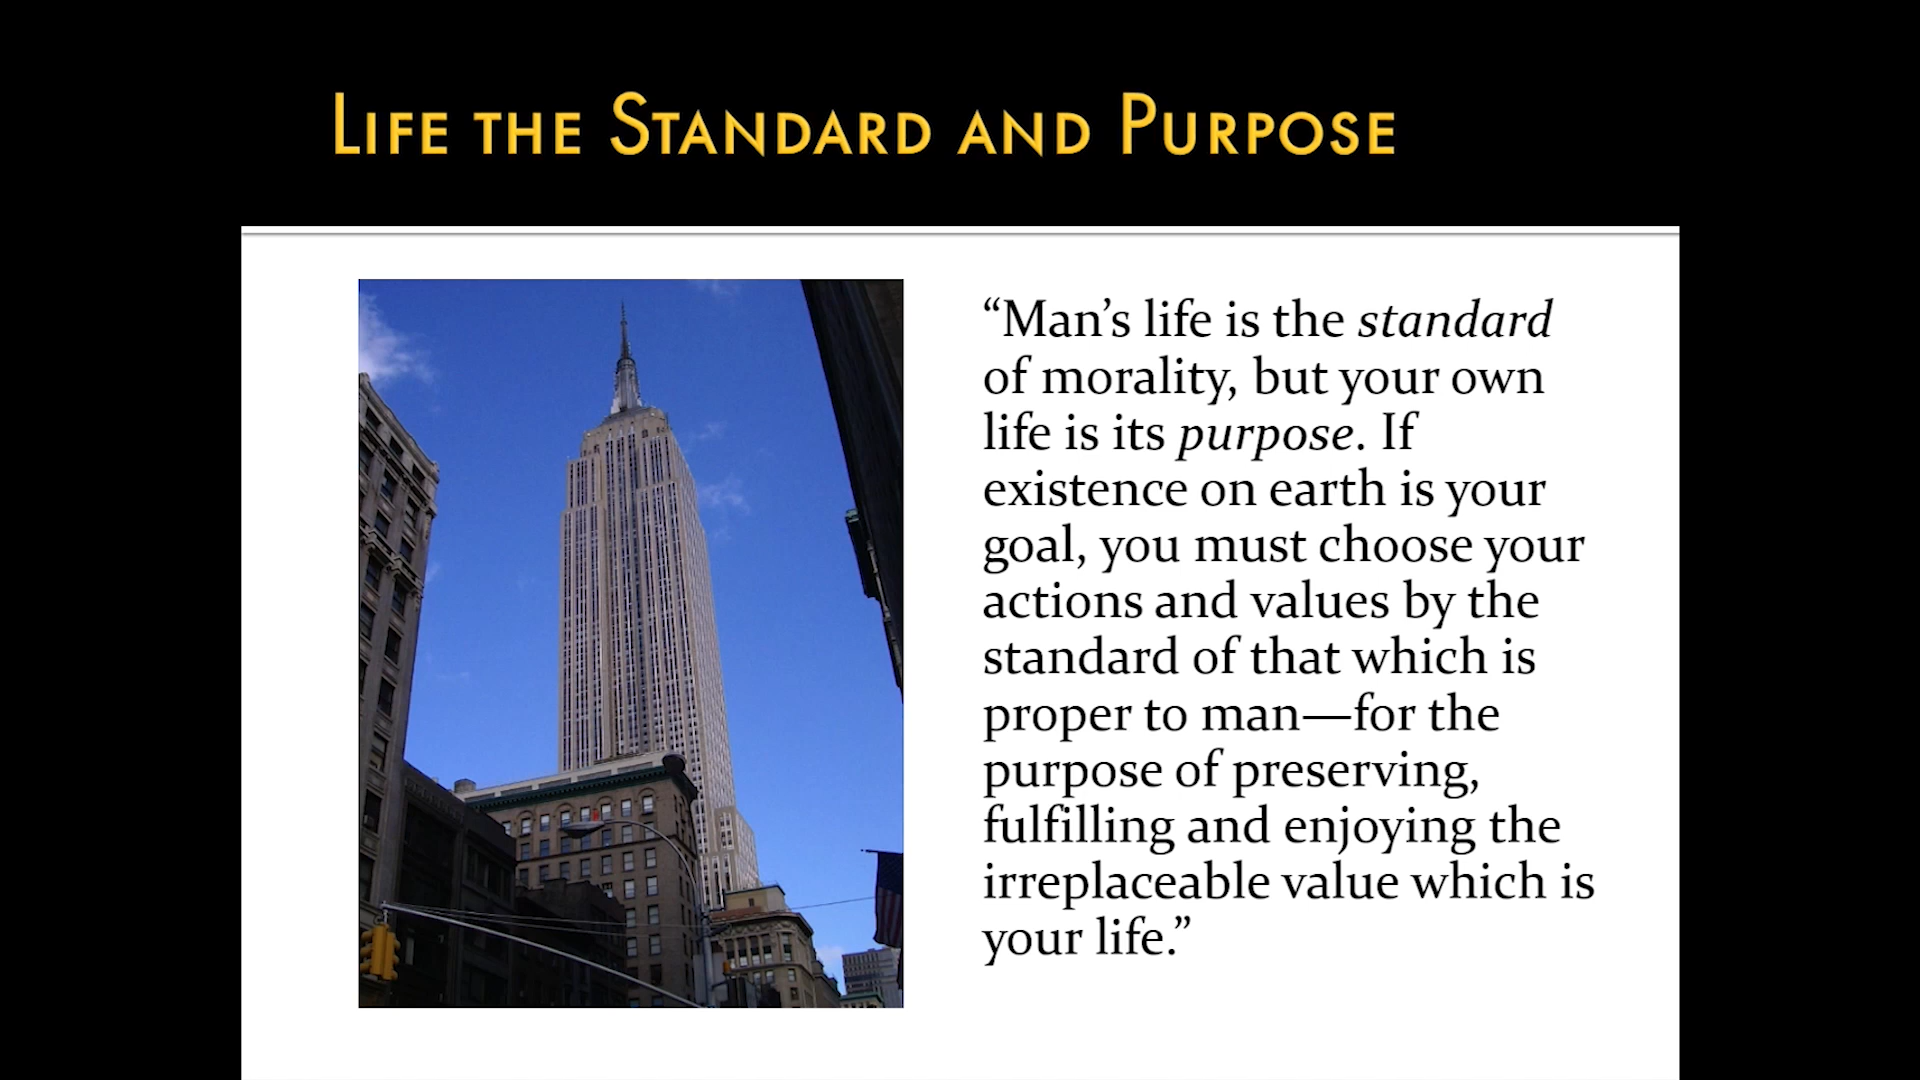 Life the Standard and Purpose
“Man’s life is the standard
of morality, but your own
life is its purpose. If
existence on earth is your
goal, you must choose your
actions and values by the
standard of that which is
proper to man—for the
purpose of preserving,
fulfilling and enjoying the
irreplaceable value which is
your life.”